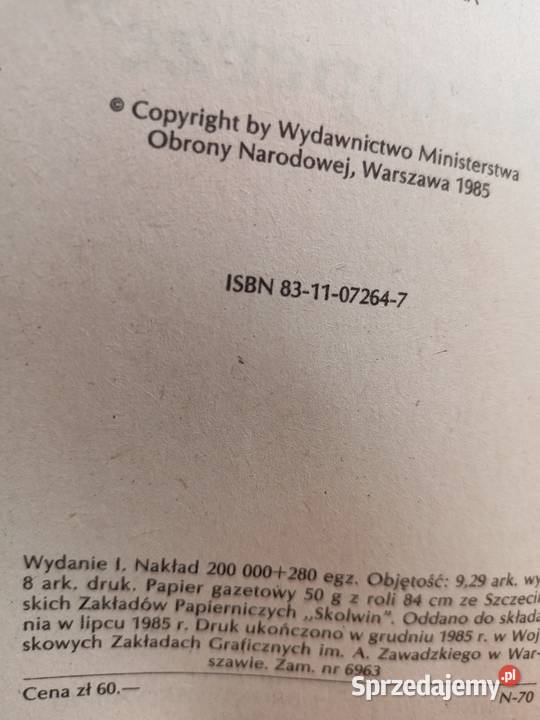 © Copyright by Wydawnictwo Ministerstwa
Obrony Narodowej, Warszawa 1985
ISBN 83-11-07264-7
Wydanie I. Nakład 200 000+280 egz. Objętość: 9,29 ark. wy
8 ark. druk. Papier gazetowy 50 g z roli 84 cm ze Szczeciń
skich Zakładów Papierniczych „Skolwin". Oddano do składa
nia w lipcu 1985 r. Druk ukończono w grudniu 1985 r. w Woj
skowych Zakładach Graficznych im. A. Zawadzkiego w War-
szawie. Zam. nr 6963
Cena zł 60.—
N-70
Sprzedajemy.pl